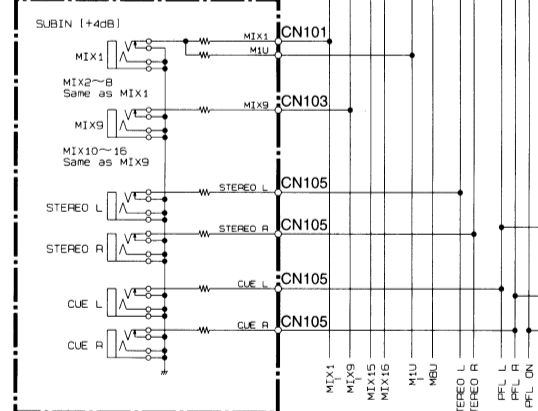 SUBIN [+4dB]
MIX1 CN101
M1U
MIX1
MIX2~8
Same as MIX1
MIX9 CN103
MIX9
MIX10~16
Same as MIX9
STEREO L CN105
STEREO L
STEREO R CN105
STEREO R
CUE L CN105
CUE L
CUE R CN105
CUE R
MIX1
MIX9
MIX15
MIX16
M1U
M8U
TEREO L
TEREO R
PFL L
PFL R
PFL ON